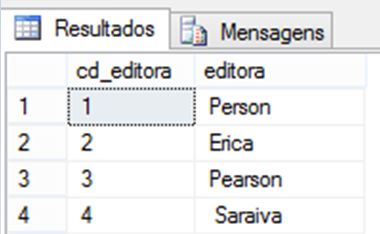 Resultados Mensagens
cd_editora editora
1 1 Person
2 2 Erica
3 3 Pearson
4 4 Saraiva